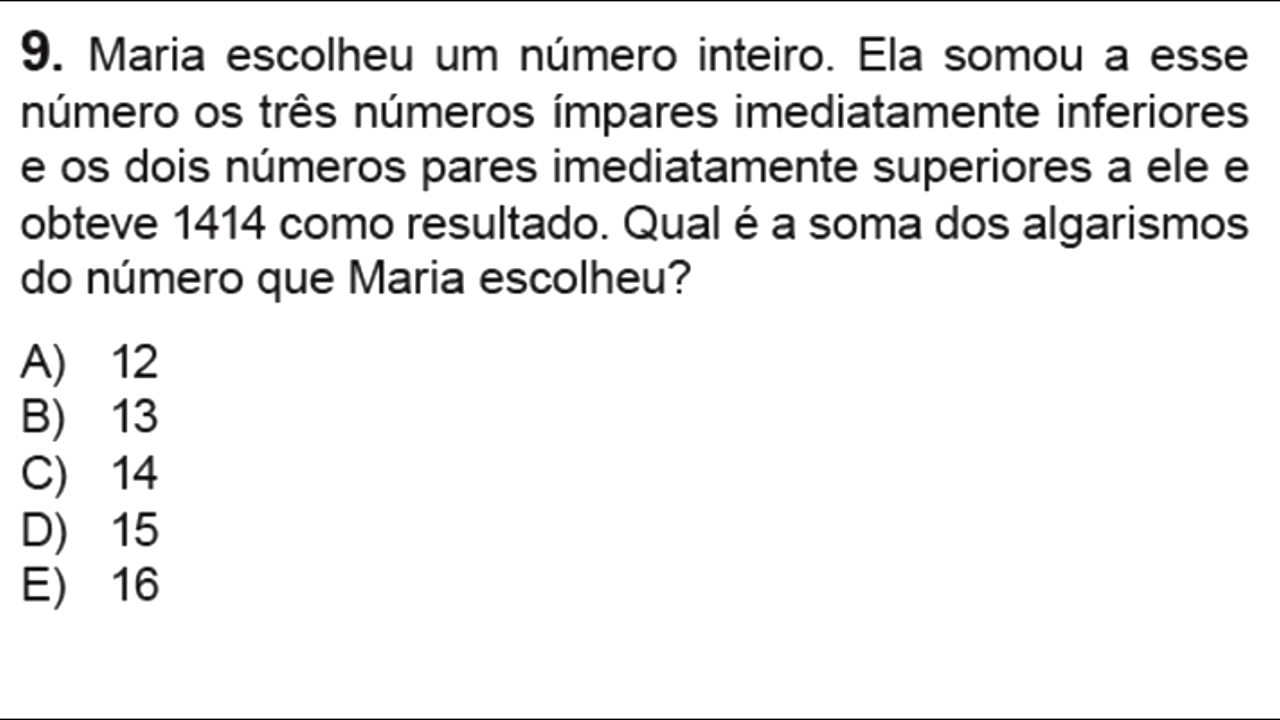 9. Maria escolheu um número inteiro. Ela somou a esse
número os três números ímpares imediatamente inferiores
e os dois números pares imediatamente superiores a ele e
obteve 1414 como resultado. Qual é a soma dos algarismos
do número que Maria escolheu?
A) 12
B) 13
C) 14
D) 15
E) 16